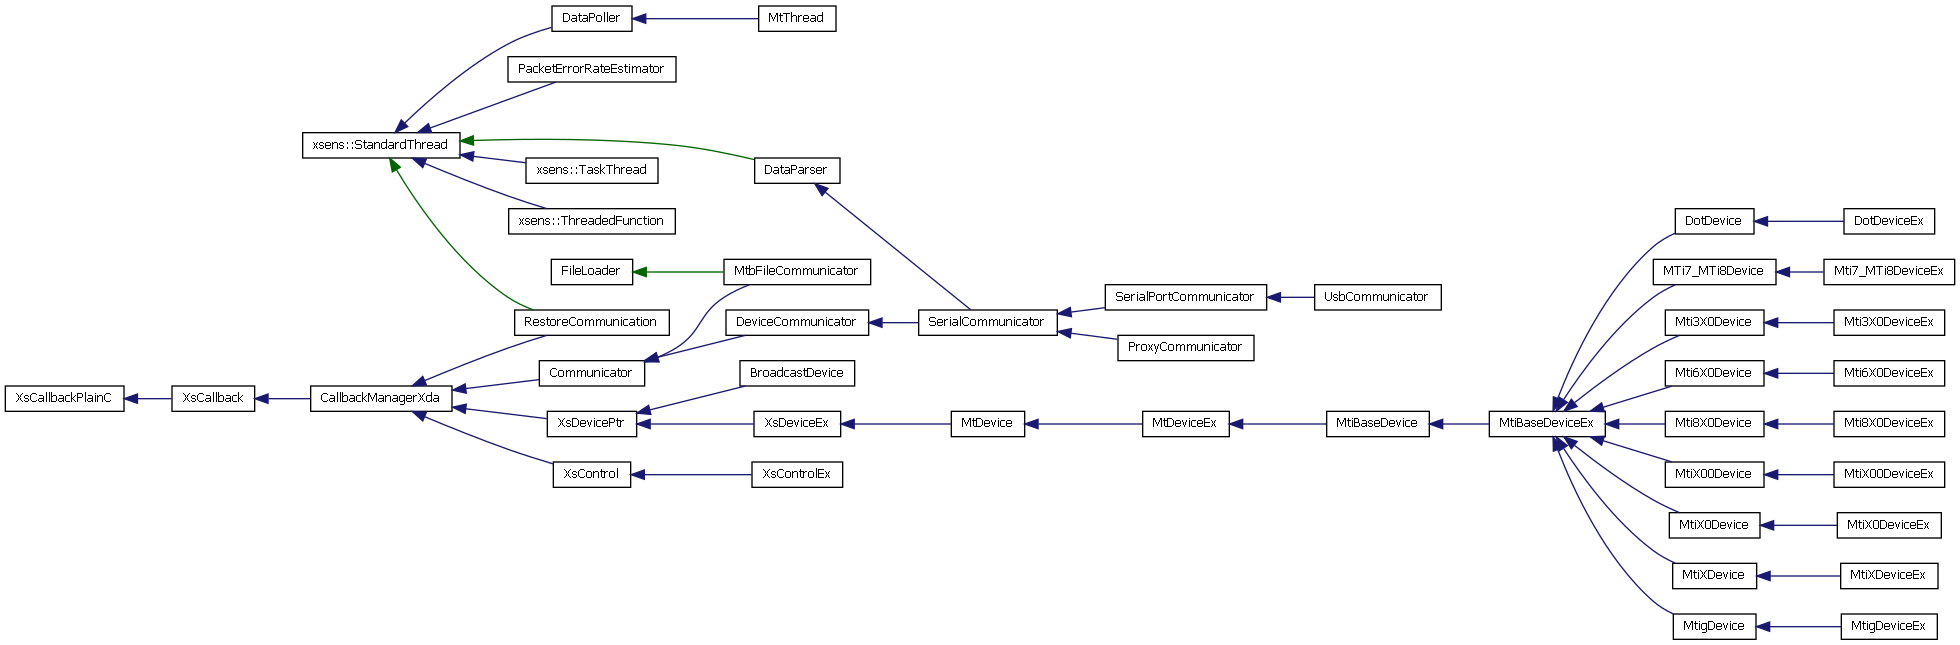 DataPoller
MtThread
PacketErrorRateEstimator
xsens::StandardThread
DataParser
xsens::TaskThread
xsens::ThreadedFunction
DotDevice
DotDeviceEx
FileLoader
MtbFileCommunicator
MTi7_MTi8Device
Mti7_MTi8DeviceEx
SerialPortCommunicator
UsbCommunicator
RestoreCommunication
DeviceCommunicator
SerialCommunicator
Mti3X0Device
Mti3X0DeviceEx
ProxyCommunicator
Communicator
BroadcastDevice
Mti6X0Device
Mti6X0DeviceEx
XsCallbackPlainC
XsCallback
CallbackManagerXda
XsDevicePtr
XsDeviceEx
MtDevice
MtDeviceEx
MtiBaseDevice
MtiBaseDeviceEx
Mti8X0Device
Mti8X0DeviceEx
XsControl
XsControlEx
MtiX00Device
MtiX00DeviceEx
MtiX0Device
MtiX0DeviceEx
MtiXDevice
MtiXDeviceEx
MtigDevice
MtigDeviceEx